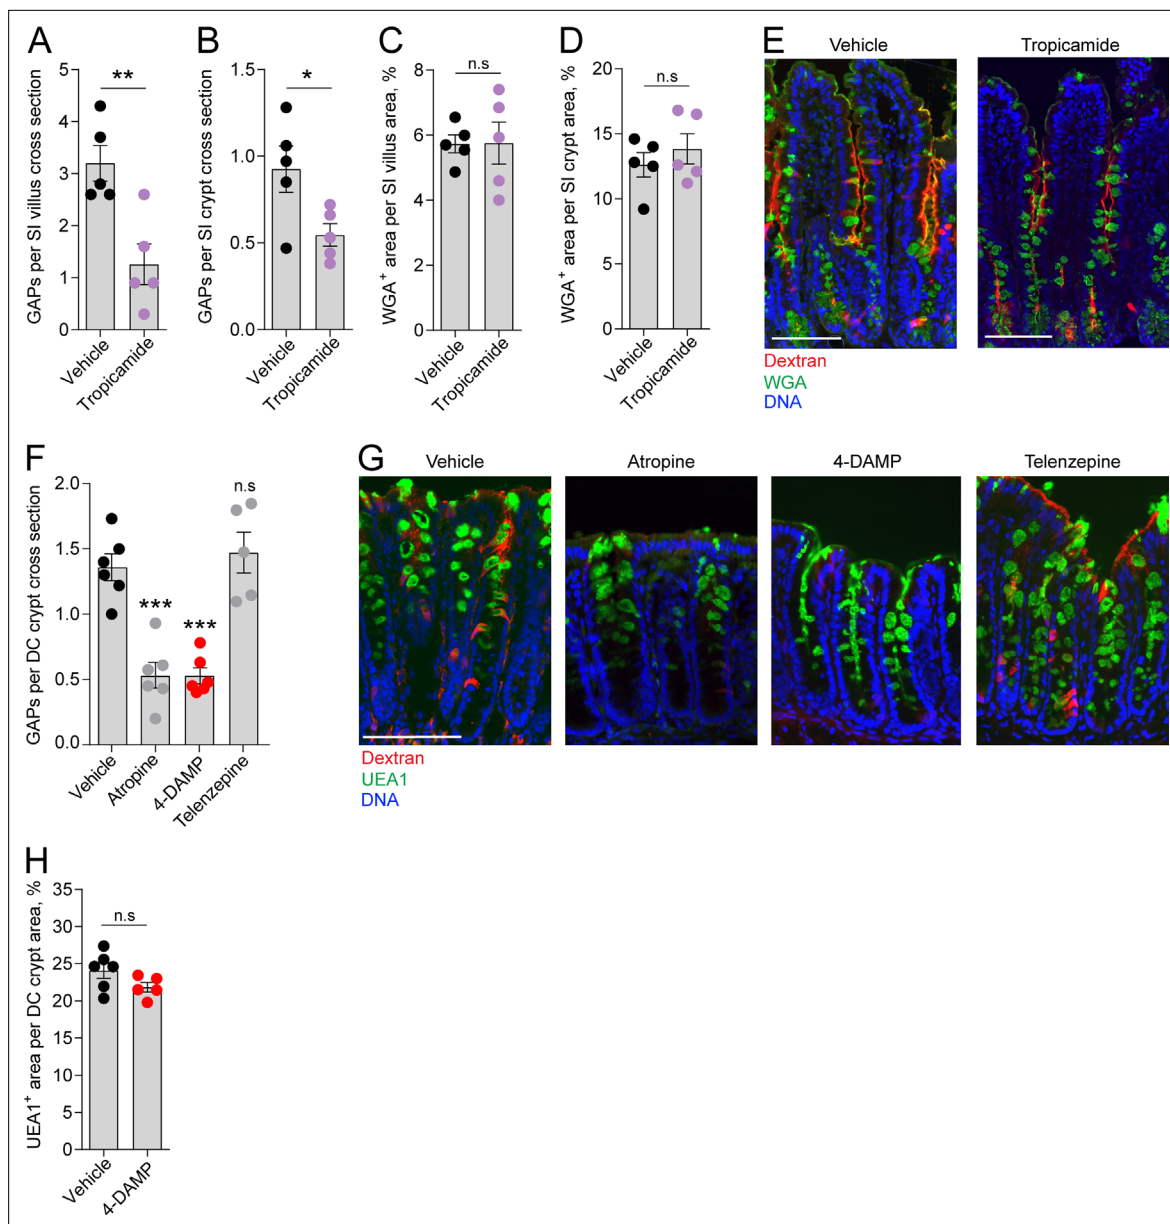 A
GAPs per SI villus cross section
5
4
3
2
1
0
**
Vehicle
Tropicamide
B
GAPs per SI crypt cross section
1.5
1.0
0.5
0.0
*
Vehicle
Tropicamide
C
WGA+ area per SI villus area, %
8
6
4
2
0
n.s
Vehicle
Tropicamide
D
WGA+ area per SI crypt area, %
20
15
10
5
0
n.s
Vehicle
Tropicamide
E
Vehicle
Tropicamide
Dextran
WGA
DNA
F
GAPs per DC crypt cross section
2.0
1.5
1.0
0.5
0.0
***
***
n.s
Vehicle
Atropine
4-DAMP
Telenzepine
G
Vehicle
Atropine
4-DAMP
Telenzepine
Dextran
UEA1
DNA
H
UEA1+ area per DC crypt area, %
35
30
25
20
15
10
5
0
n.s
Vehicle
4-DAMP